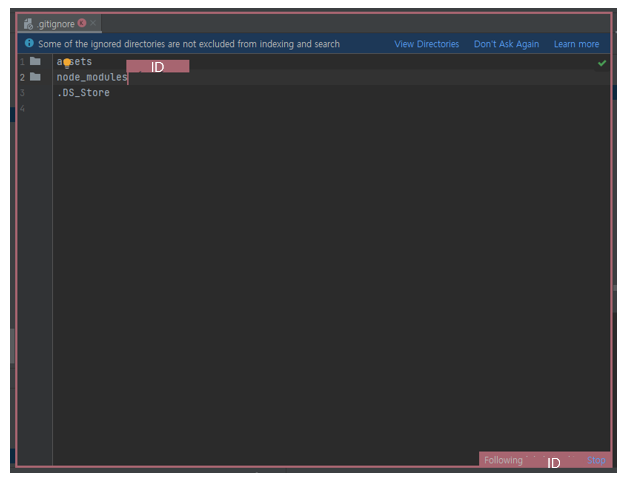 .gitignore
Some of the ignored directories are not excluded from indexing and search View Directories Don't Ask Again Learn more
1 assets
ID
2 node_modules
3 .DS_Store
4
Following ID Stop